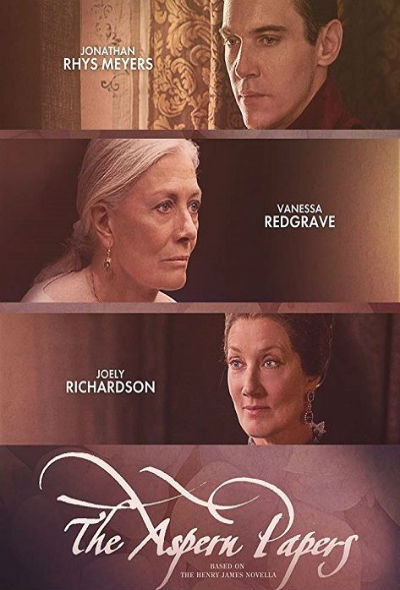 JONATHAN
RHYS MEYERS
VANESSA
REDGRAVE
JOELY
RICHARDSON
The Aspern Papers
BASED ON
THE HENRY JAMES NOVELLA